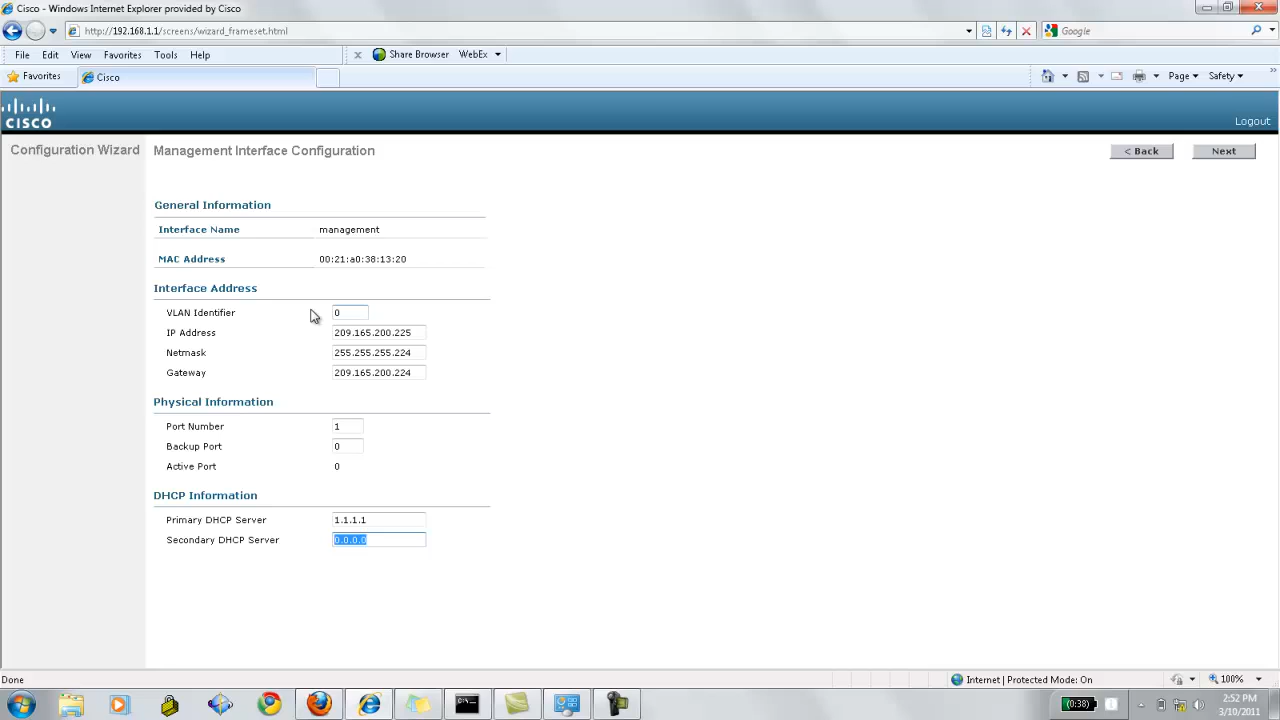 Cisco - Windows Internet Explorer provided by Cisco
http://192.168.1.1/screens/wizard_frameset.html
Google
File Edit View Favorites Tools Help
x Share Browser WebEx
Favorites
Cisco
Page Safety
CISCO
Logout
Configuration Wizard
Management Interface Configuration
< Back
Next
General Information
Interface Name management
MAC Address 00:21:a0:38:13:20
Interface Address
VLAN Identifier 0
IP Address 209.165.200.225
Netmask 255.255.255.224
Gateway 209.165.200.224
Physical Information
Port Number 1
Backup Port 0
Active Port 0
DHCP Information
Primary DHCP Server 1.1.1.1
Secondary DHCP Server 0.0.0.0
Done
Internet | Protected Mode: On
100%
(0:38)
2:52 PM
3/10/2011